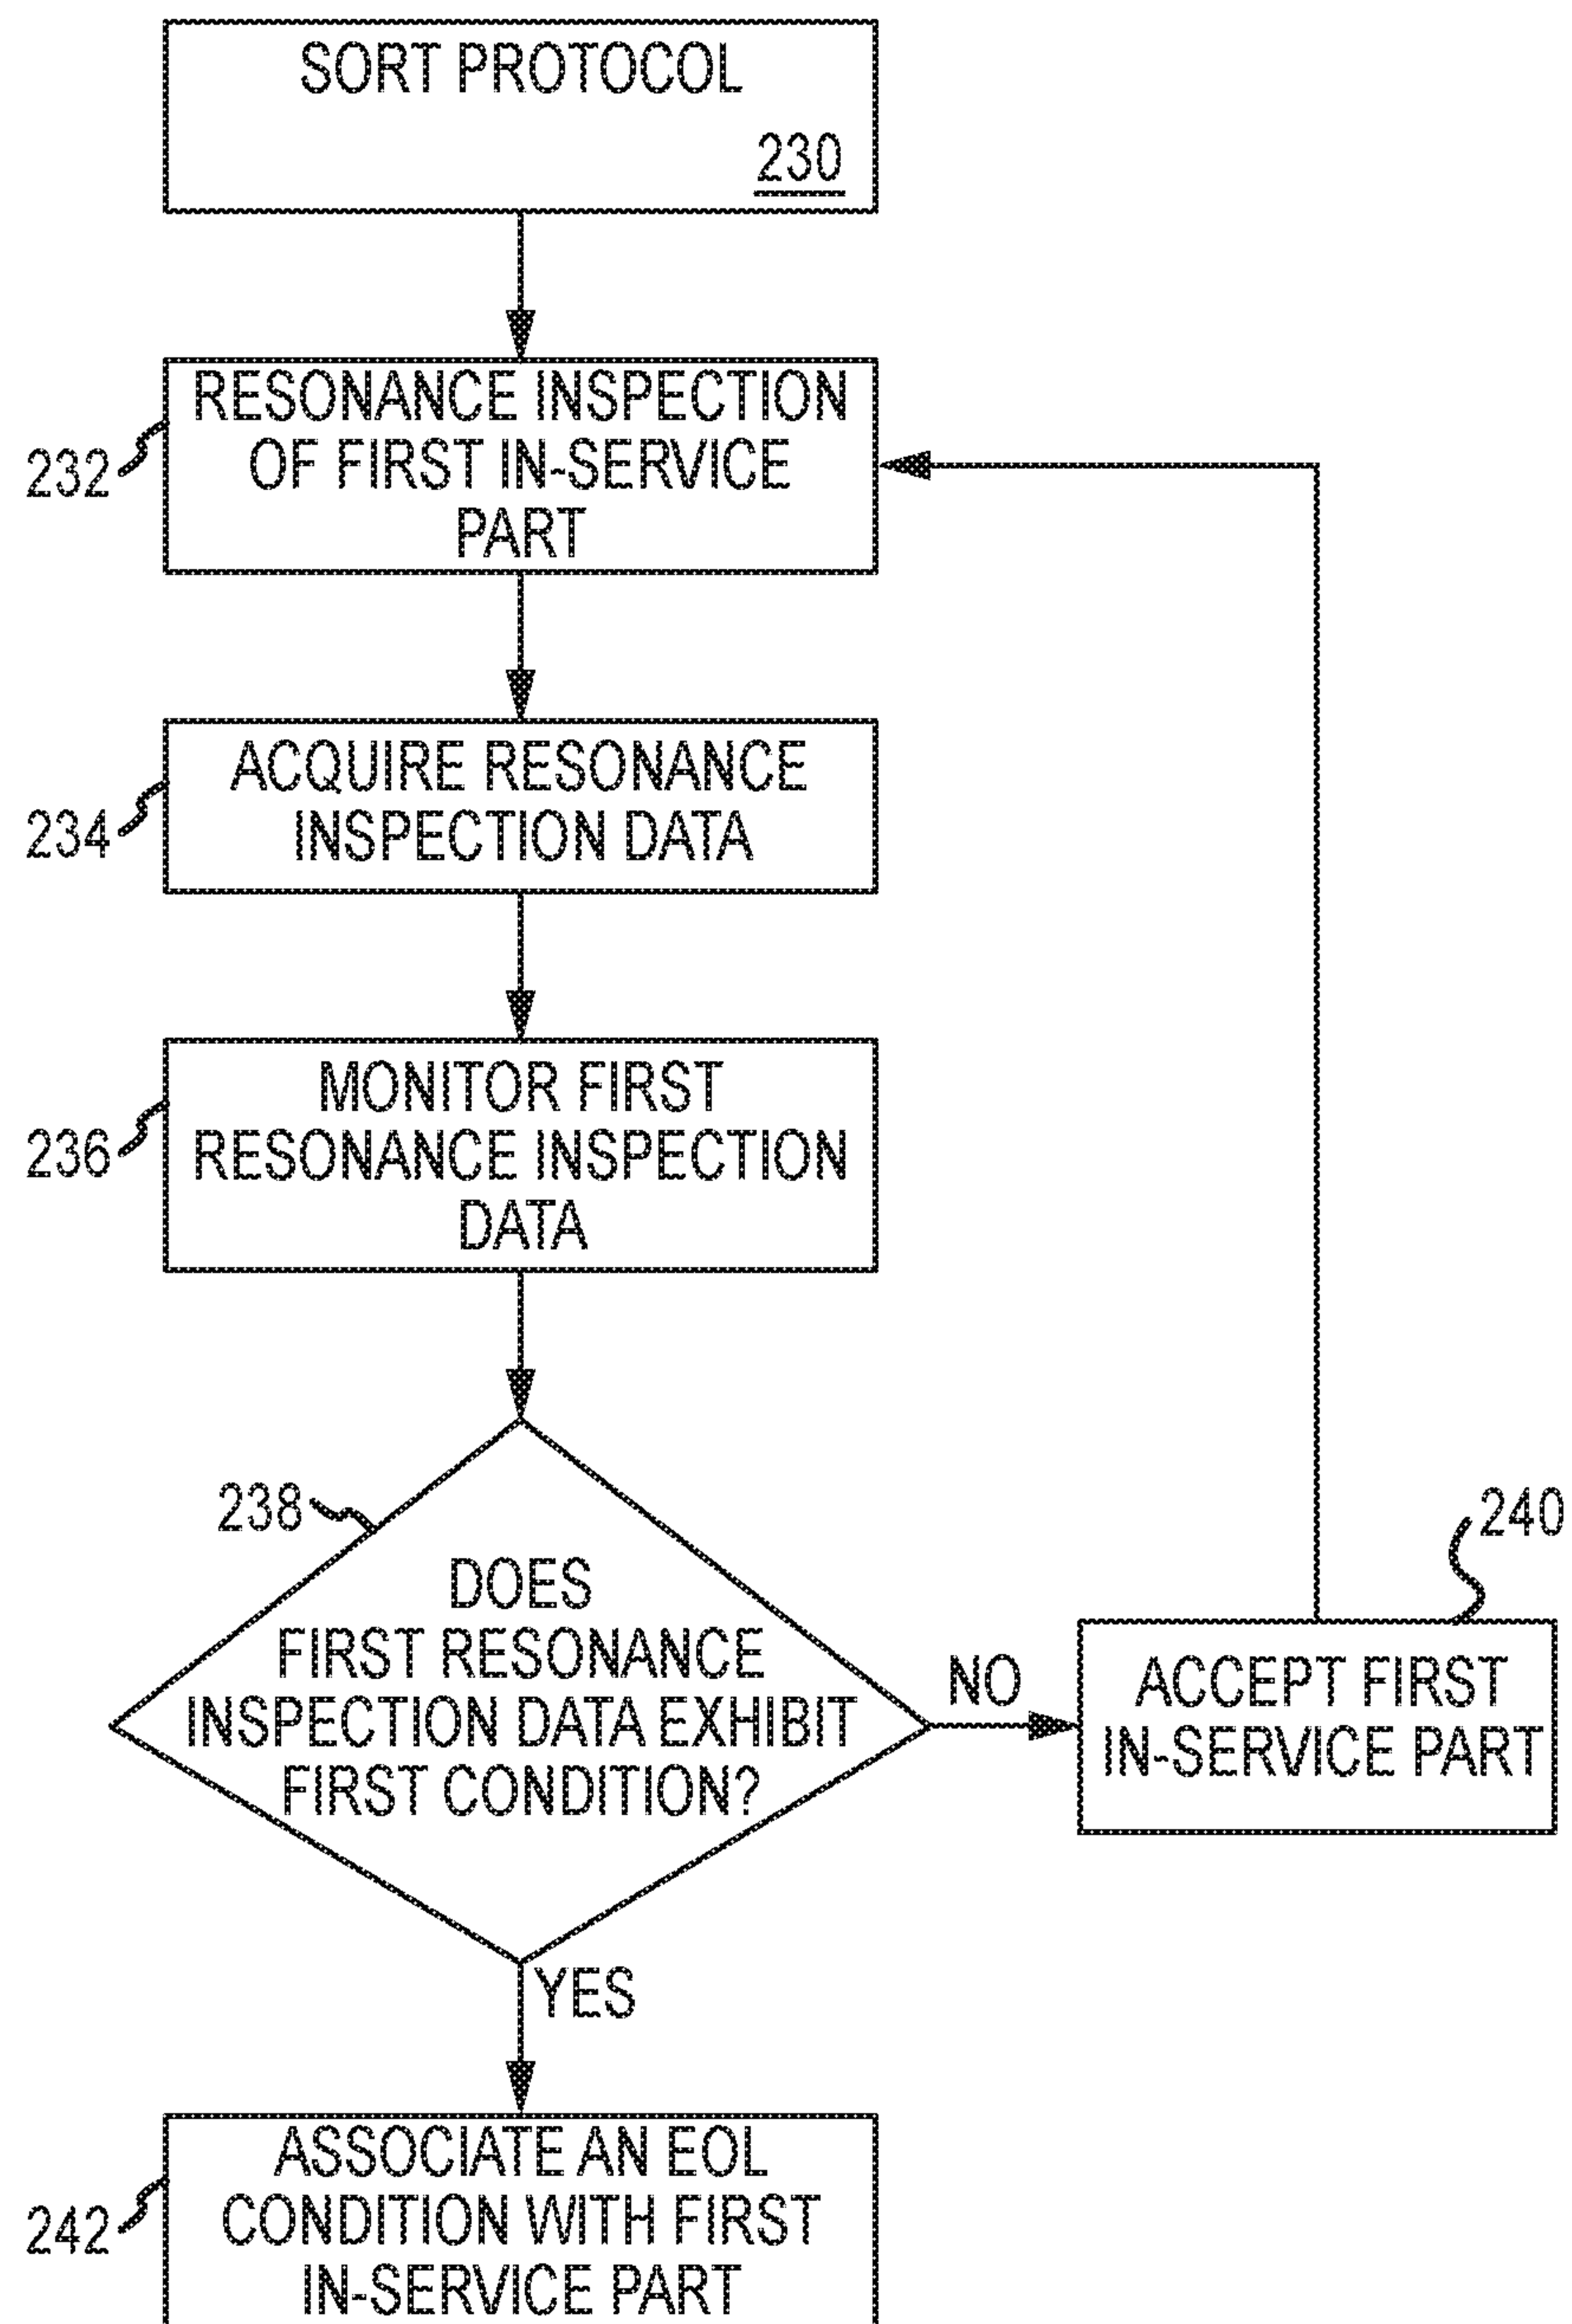 SORT PROTOCOL
230
RESONANCE INSPECTION
OF FIRST IN-SERVICE
PART
232
ACQUIRE RESONANCE
INSPECTION DATA
234
MONITOR FIRST
RESONANCE INSPECTION
DATA
236
238
DOES
FIRST RESONANCE
INSPECTION DATA EXHIBIT
FIRST CONDITION?
NO
240
ACCEPT FIRST
IN-SERVICE PART
YES
ASSOCIATE AN EOL
CONDITION WITH FIRST
IN-SERVICE PART
242